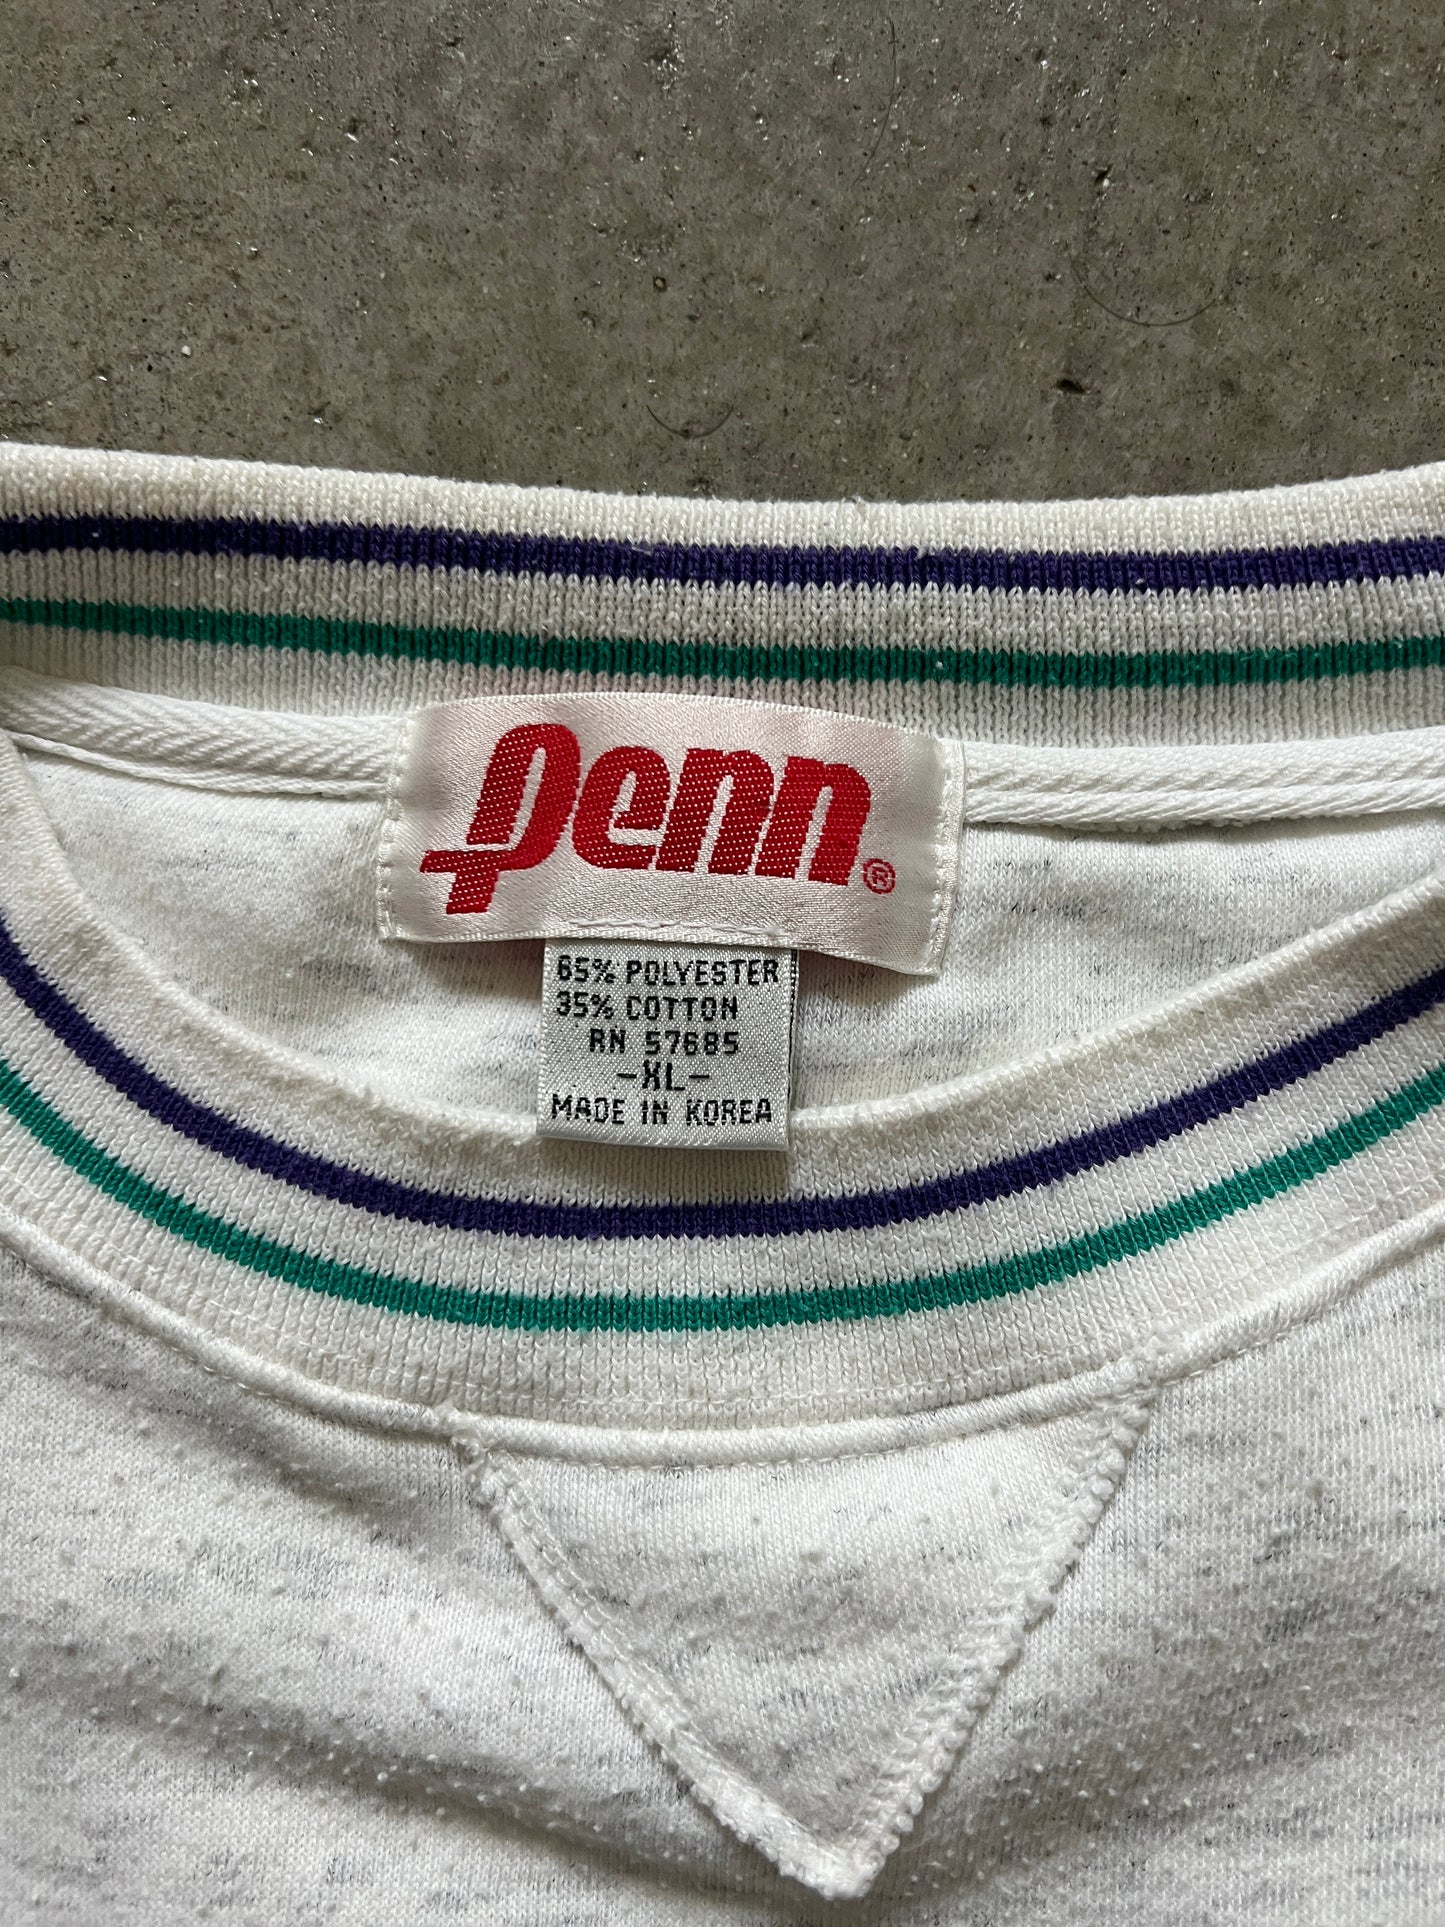 Penn®
65% POLYESTER
35% COTTON
RN 57685
-XL-
MADE IN KOREA